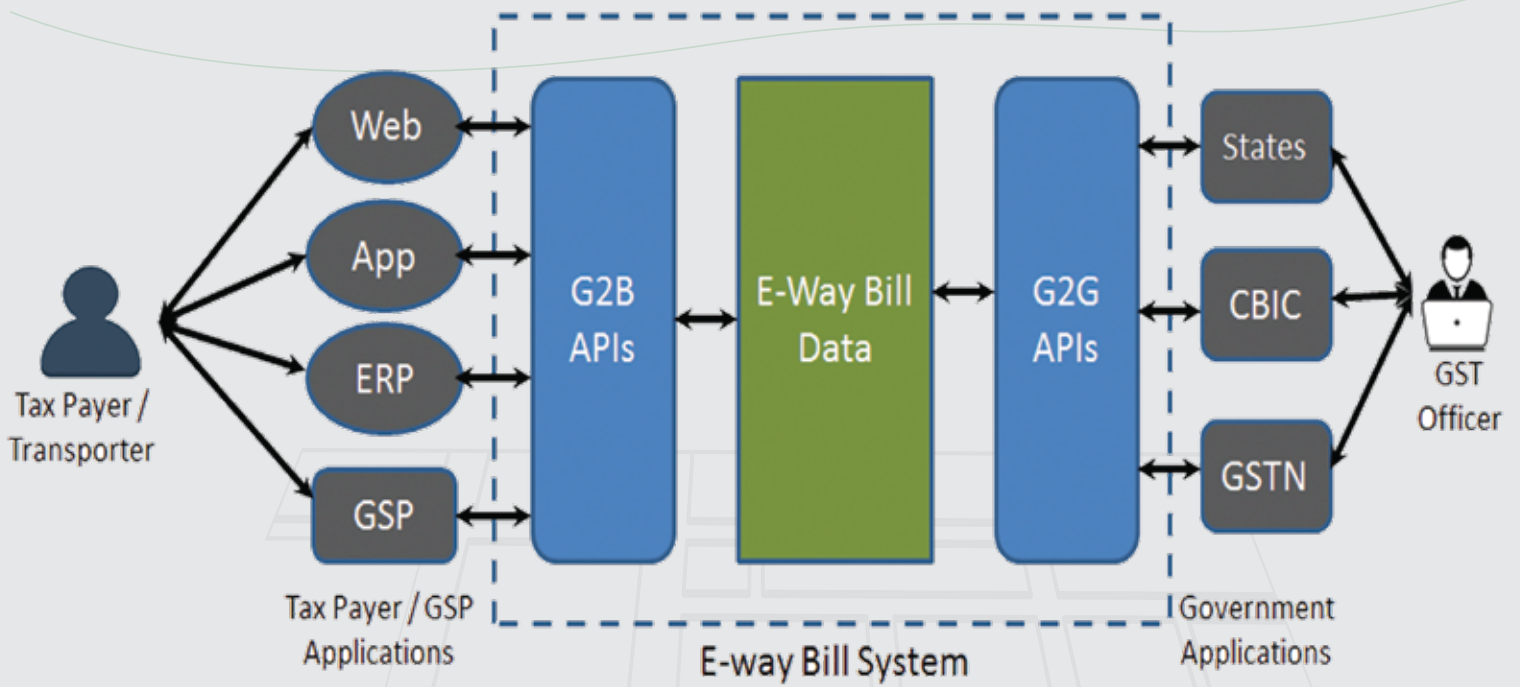 Tax Payer /
Transporter
Web
App
ERP
GSP
Tax Payer / GSP
Applications
G2B
APIs
E-Way Bill
Data
G2G
APIs
E-way Bill System
States
CBIC
GSTN
Government
Applications
GST
Officer